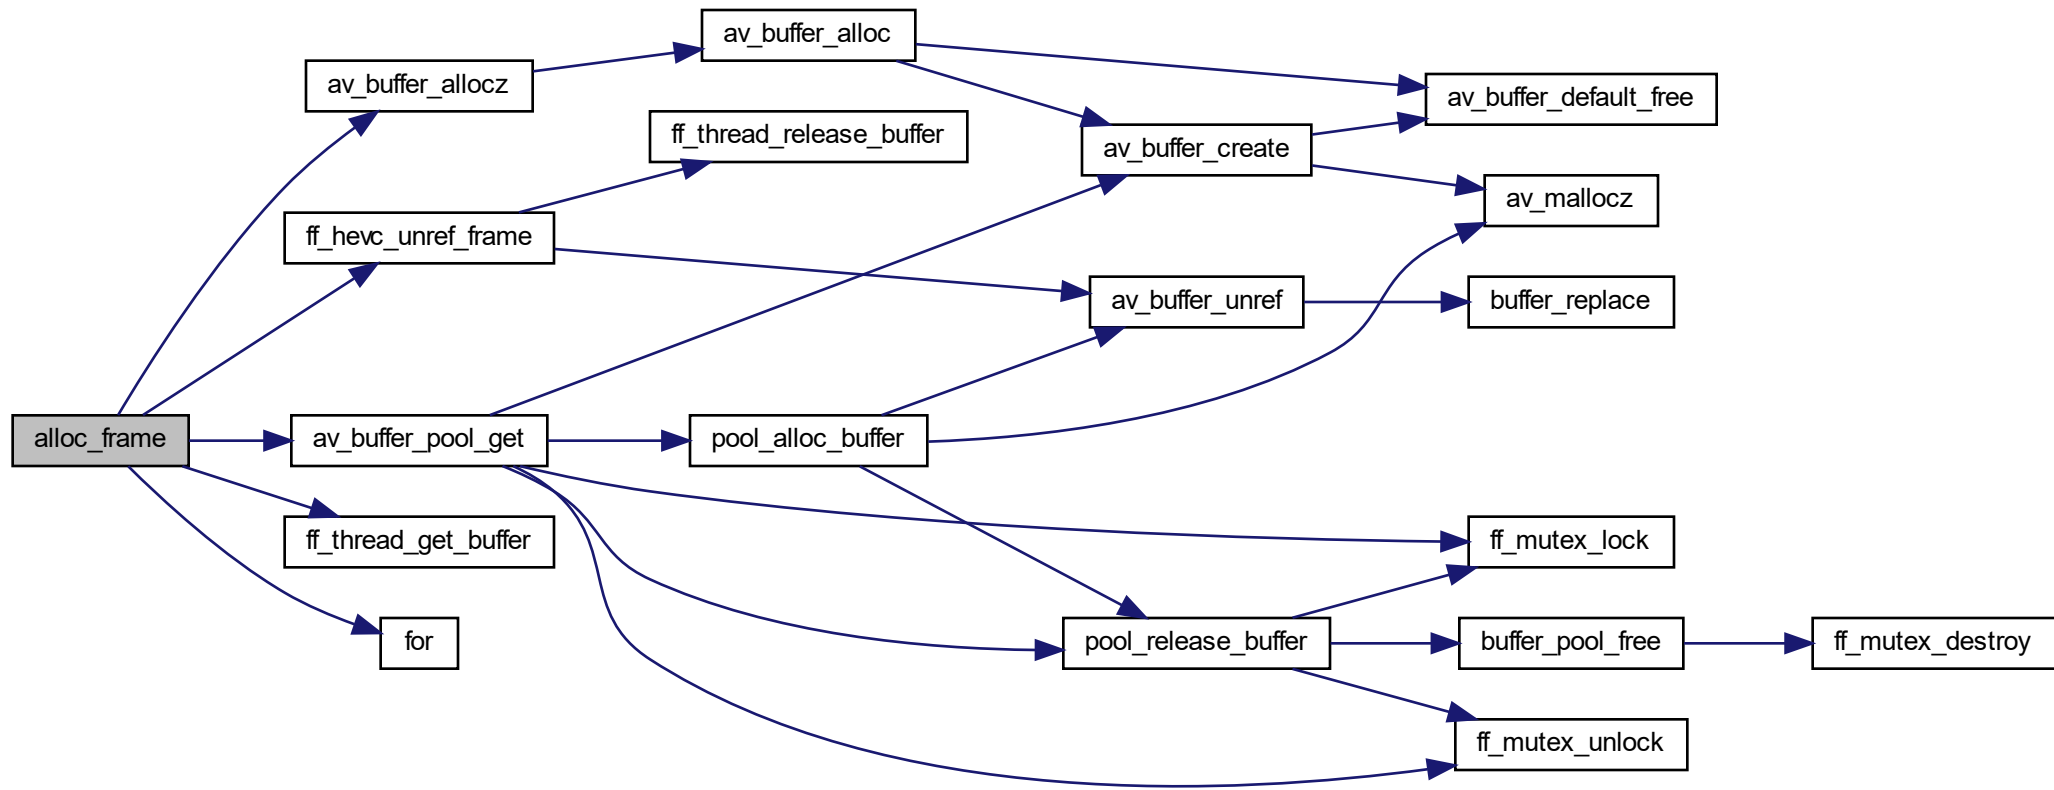 av_buffer_alloc
av_buffer_allocz
av_buffer_default_free
ff_thread_release_buffer
av_buffer_create
av_mallocz
ff_hevc_unref_frame
av_buffer_unref
buffer_replace
alloc_frame
av_buffer_pool_get
pool_alloc_buffer
ff_thread_get_buffer
ff_mutex_lock
for
pool_release_buffer
buffer_pool_free
ff_mutex_destroy
ff_mutex_unlock